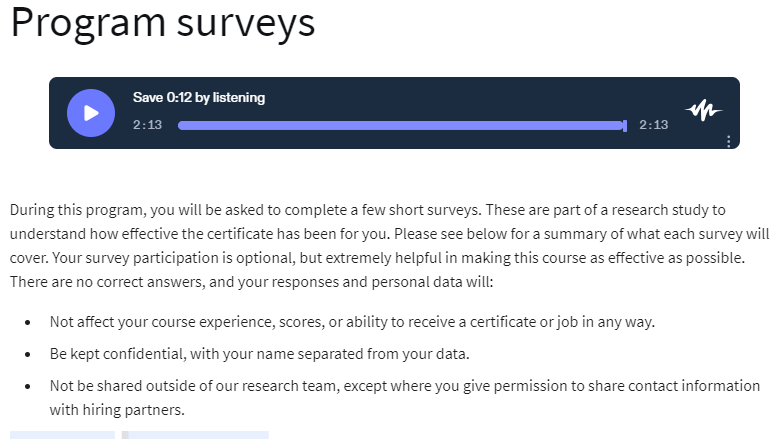 Program surveys
Save 0:12 by listening
2:13 2:13
During this program, you will be asked to complete a few short surveys. These are part of a research study to
understand how effective the certificate has been for you. Please see below for a summary of what each survey will
cover. Your survey participation is optional, but extremely helpful in making this course as effective as possible.
There are no correct answers, and your responses and personal data will:
• Not affect your course experience, scores, or ability to receive a certificate or job in any way.
• Be kept confidential, with your name separated from your data.
• Not be shared outside of our research team, except where you give permission to share contact information
with hiring partners.